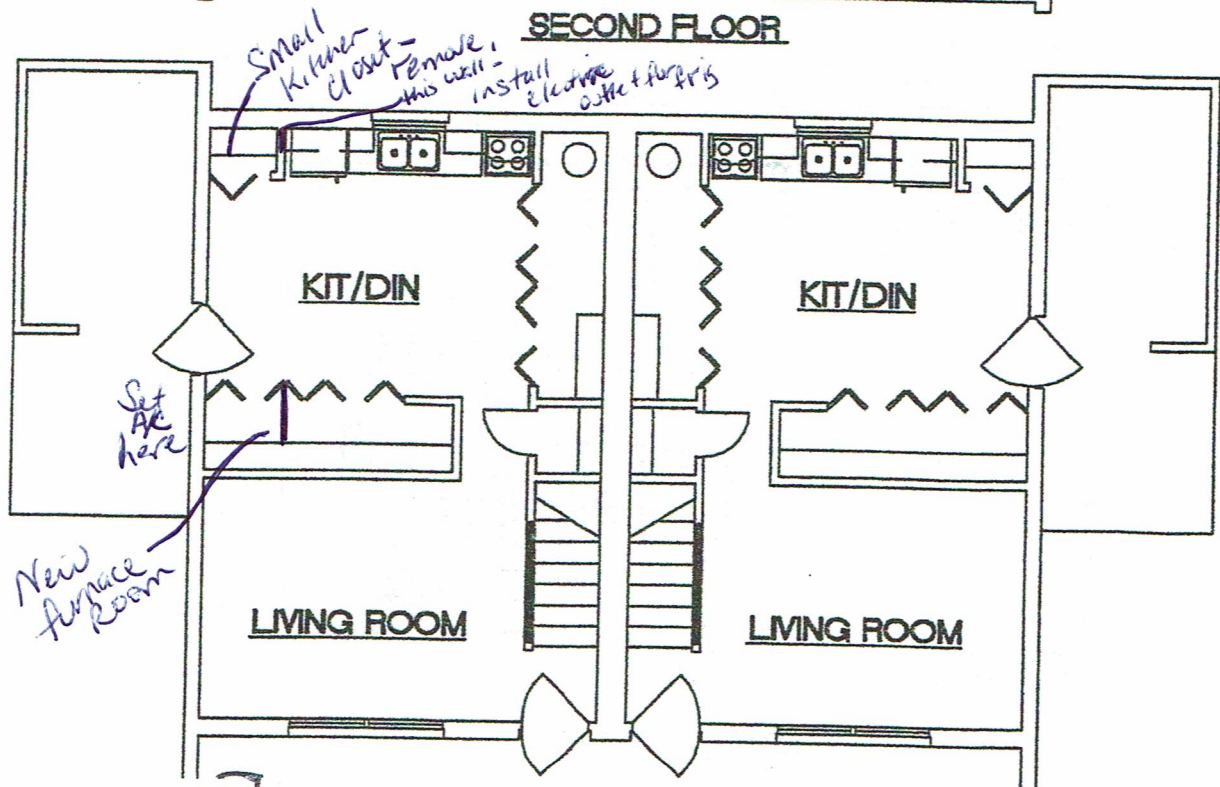 SECOND FLOOR
Small
Kitchen
Closet -
remove
this wall -
install
electric
outlet for frig
KIT/DIN
KIT/DIN
Set
A/C
here
New
furnace
Room
LIVING ROOM
LIVING ROOM